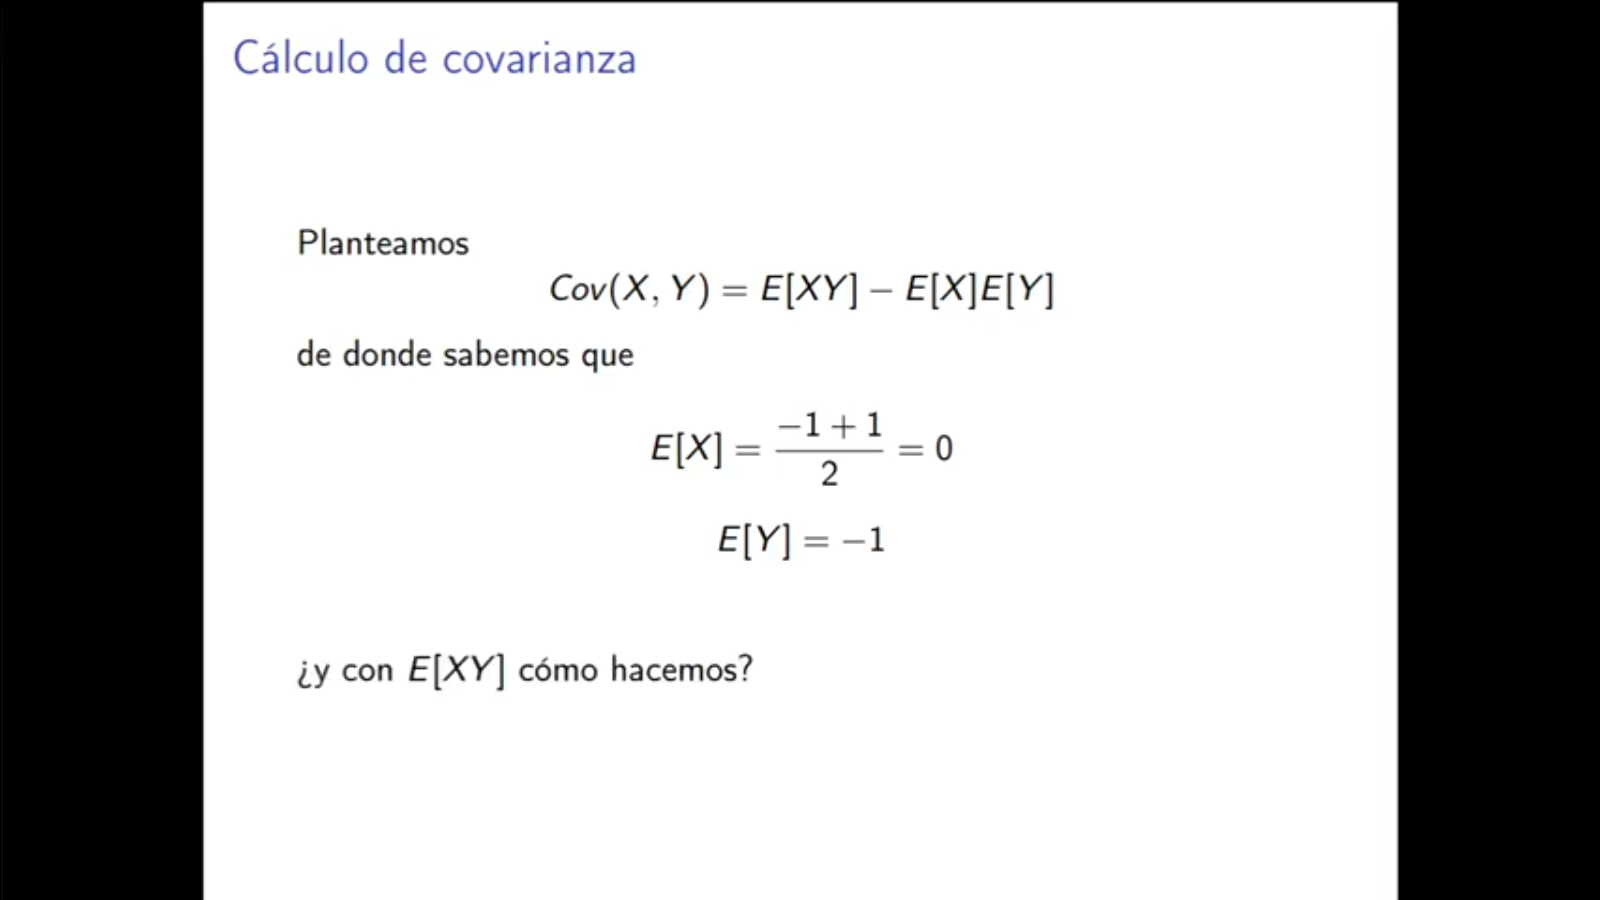 Cálculo de covarianza
Planteamos
Cov(X, Y) = E[XY] − E[X]E[Y]
de donde sabemos que
E[X] = \frac{−1 + 1}{2} = 0
E[Y] = −1
¿y con E[XY] cómo hacemos?